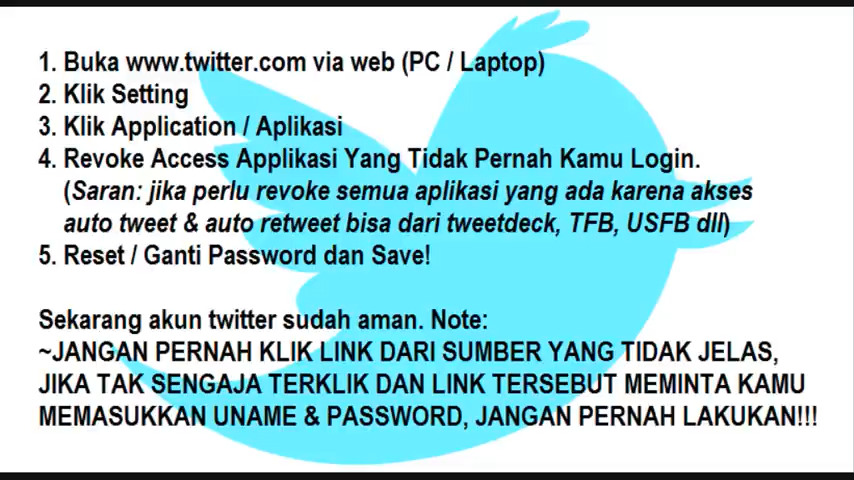 1. Buka www.twitter.com via web (PC / Laptop)
2. Klik Setting
3. Klik Application / Aplikasi
4. Revoke Access Applikasi Yang Tidak Pernah Kamu Login.
(Saran: jika perlu revoke semua aplikasi yang ada karena akses
auto tweet & auto retweet bisa dari tweetdeck, TFB, USFB dll)
5. Reset / Ganti Password dan Save!
Sekarang akun twitter sudah aman. Note:
~JANGAN PERNAH KLIK LINK DARI SUMBER YANG TIDAK JELAS,
JIKA TAK SENGAJA TERKLIK DAN LINK TERSEBUT MEMINTA KAMU
MEMASUKKAN UNAME & PASSWORD, JANGAN PERNAH LAKUKAN!!!